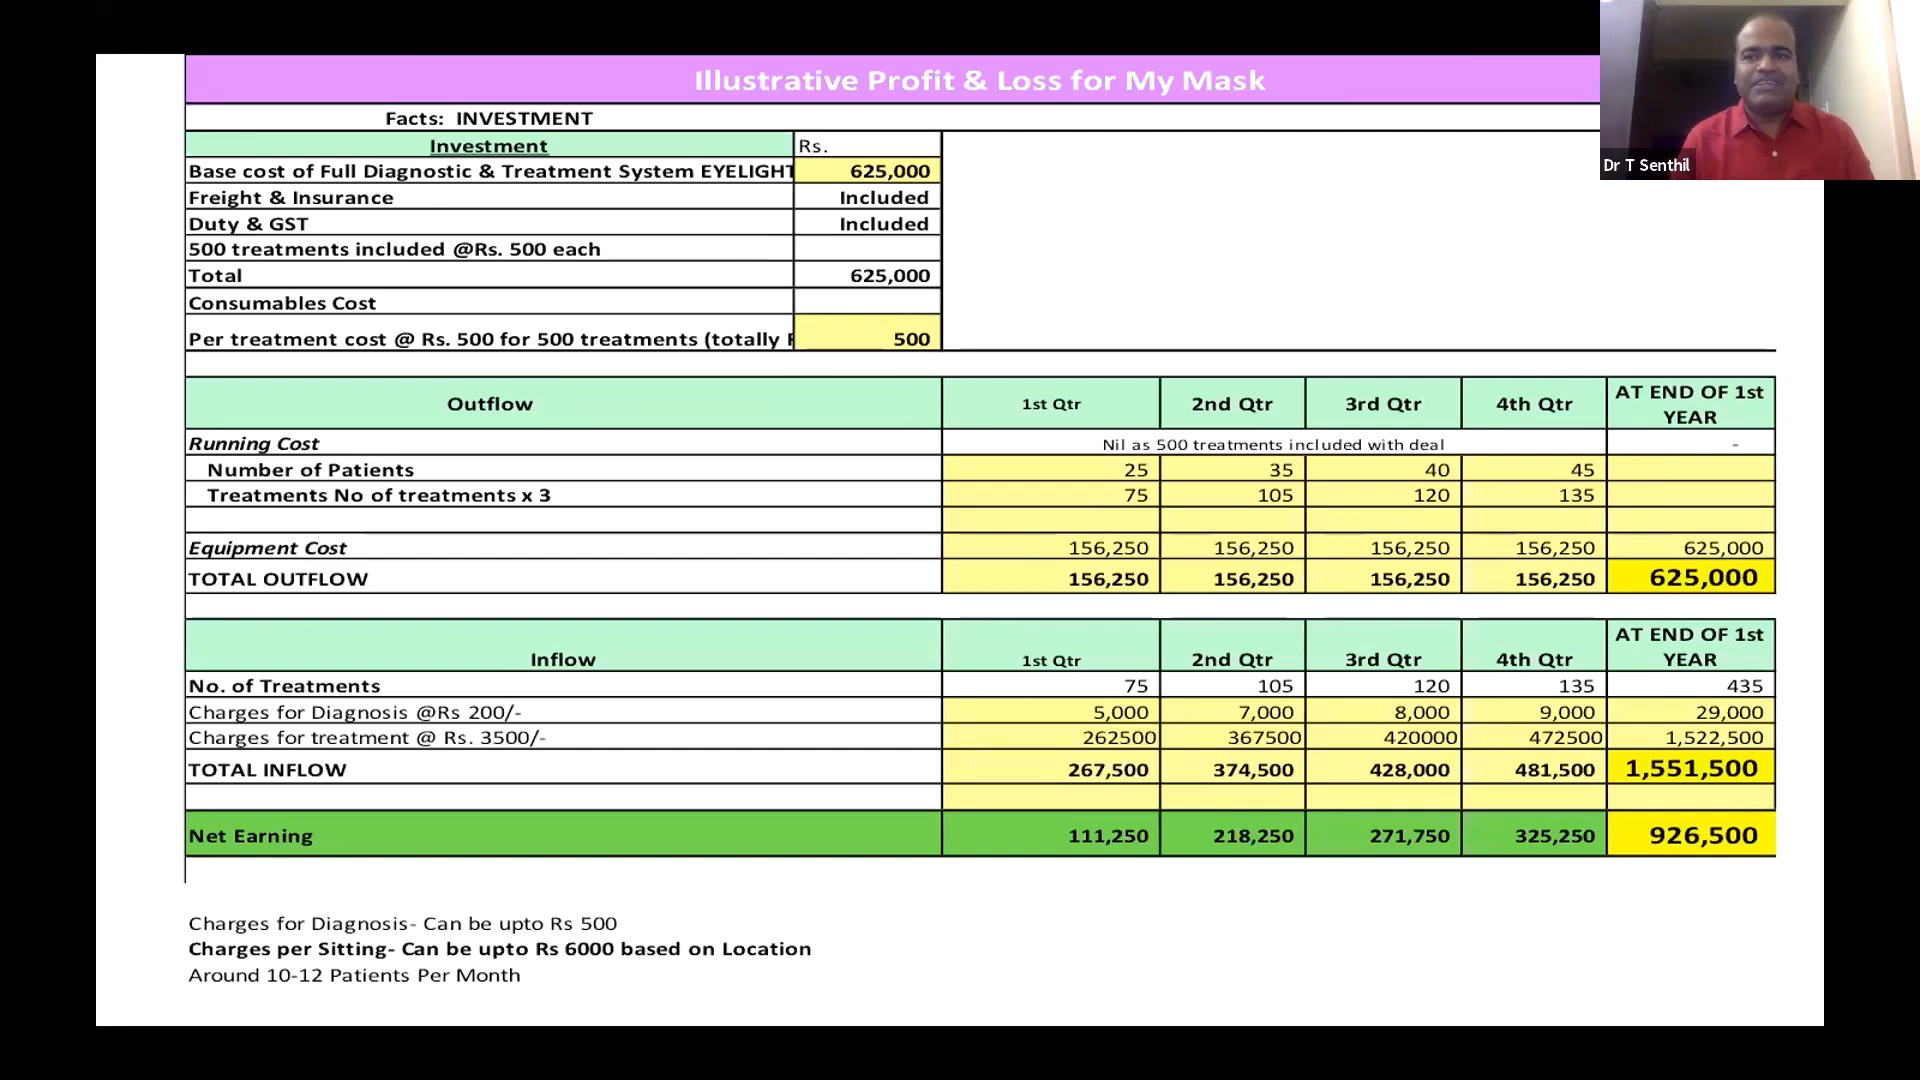 Illustrative Profit & Loss for My Mask
Dr T Senthil
Facts: INVESTMENT
Investment Rs.
Base cost of Full Diagnostic & Treatment System EYELIGHT 625,000
Freight & Insurance Included
Duty & GST Included
500 treatments included @Rs. 500 each
Total 625,000
Consumables Cost
Per treatment cost @ Rs. 500 for 500 treatments (totally 500
Outflow 1st Qtr 2nd Qtr 3rd Qtr 4th Qtr AT END OF 1st YEAR
Running Cost Nil as 500 treatments included with deal -
Number of Patients 25 35 40 45
Treatments No of treatments x 3 75 105 120 135
Equipment Cost 156,250 156,250 156,250 156,250 625,000
TOTAL OUTFLOW 156,250 156,250 156,250 156,250 625,000
Inflow 1st Qtr 2nd Qtr 3rd Qtr 4th Qtr AT END OF 1st YEAR
No. of Treatments 75 105 120 135 435
Charges for Diagnosis @Rs 200/- 5,000 7,000 8,000 9,000 29,000
Charges for treatment @ Rs. 3500/- 262500 367500 420000 472500 1,522,500
TOTAL INFLOW 267,500 374,500 428,000 481,500 1,551,500
Net Earning 111,250 218,250 271,750 325,250 926,500
Charges for Diagnosis- Can be upto Rs 500
Charges per Sitting- Can be upto Rs 6000 based on Location
Around 10-12 Patients Per Month